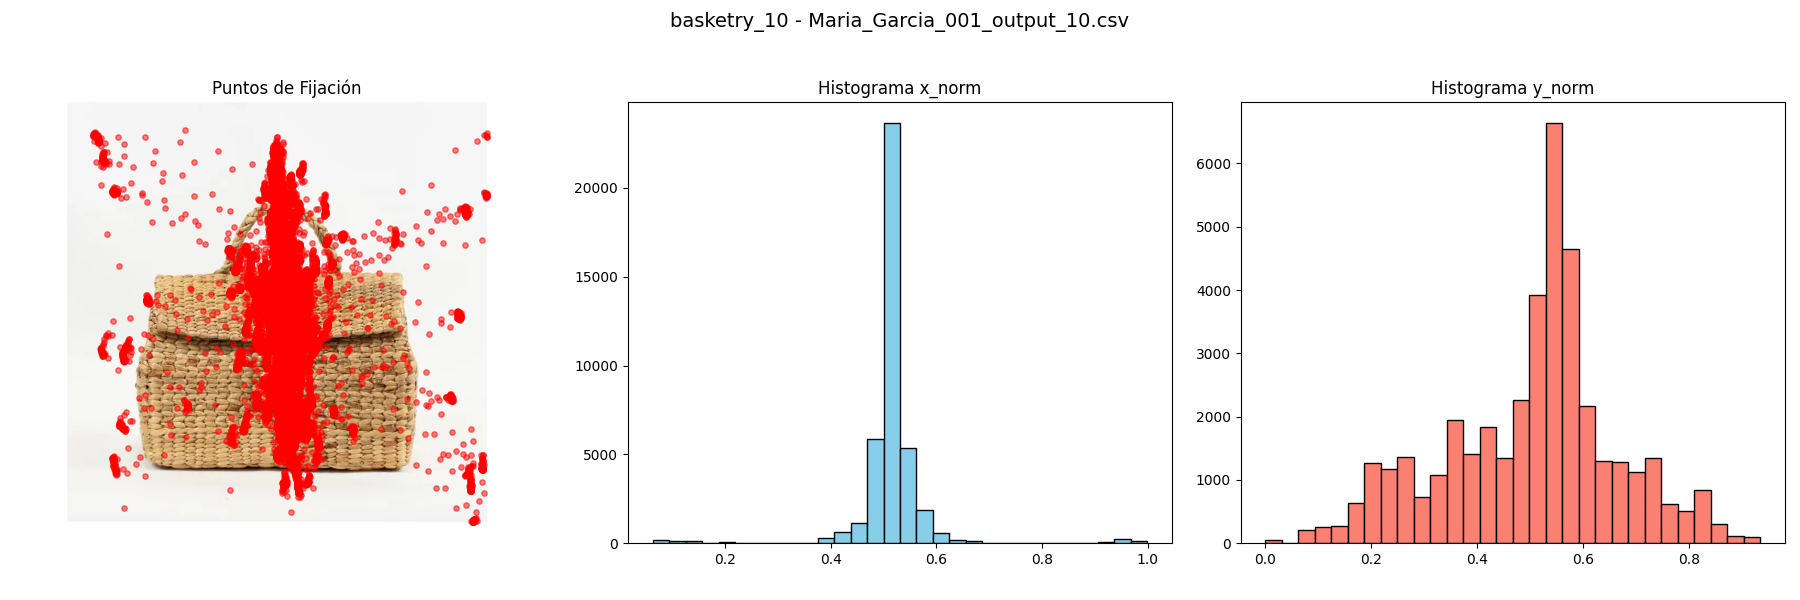 basketry_10 - Maria_Garcia_001_output_10.csv
Puntos de Fijación
Histograma x_norm
20000
15000
10000
5000
0
0.2 0.4 0.6 0.8 1.0
Histograma y_norm
6000
5000
4000
3000
2000
1000
0
0.0 0.2 0.4 0.6 0.8